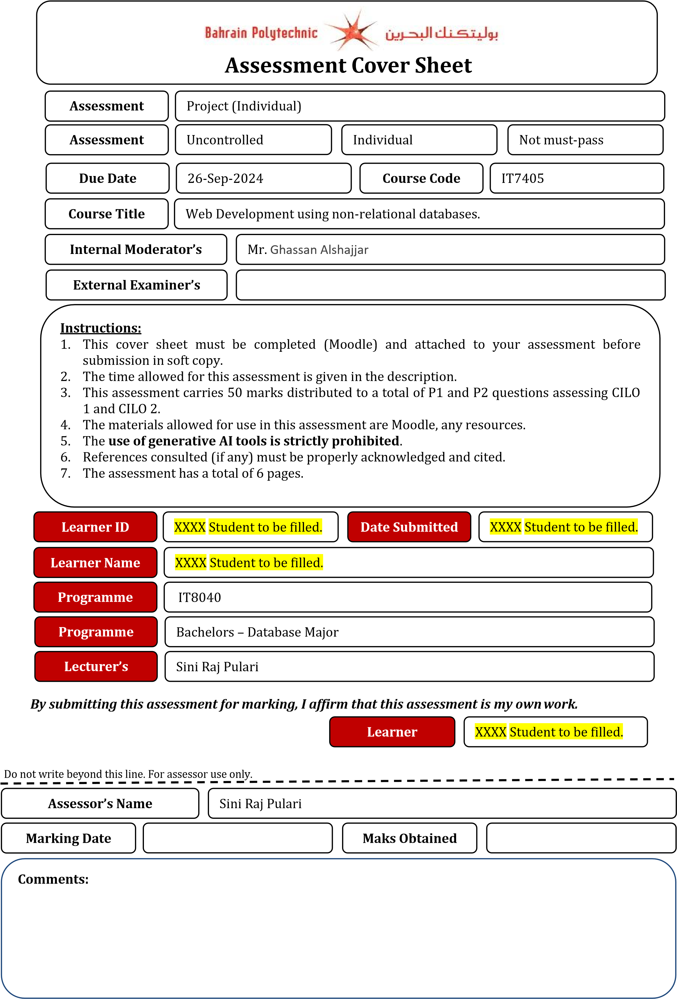 Bahrain Polytechnic بوليتكنك البحرين
Assessment Cover Sheet
Assessment Project (Individual)
Assessment Uncontrolled Individual Not must-pass
Due Date 26-Sep-2024 Course Code IT7405
Course Title Web Development using non-relational databases.
Internal Moderator’s Mr. Ghassan Alshajjar
External Examiner’s
Instructions:
1. This cover sheet must be completed (Moodle) and attached to your assessment before
submission in soft copy.
2. The time allowed for this assessment is given in the description.
3. This assessment carries 50 marks distributed to a total of P1 and P2 questions assessing CILO
1 and CILO 2.
4. The materials allowed for use in this assessment are Moodle, any resources.
5. The use of generative AI tools is strictly prohibited.
6. References consulted (if any) must be properly acknowledged and cited.
7. The assessment has a total of 6 pages.
Learner ID XXXX Student to be filled. Date Submitted XXXX Student to be filled.
Learner Name XXXX Student to be filled.
Programme IT8040
Programme Bachelors – Database Major
Lecturer’s Sini Raj Pulari
By submitting this assessment for marking, I affirm that this assessment is my own work.
Learner XXXX Student to be filled.
Do not write beyond this line. For assessor use only.
Assessor’s Name Sini Raj Pulari
Marking Date Maks Obtained
Comments: